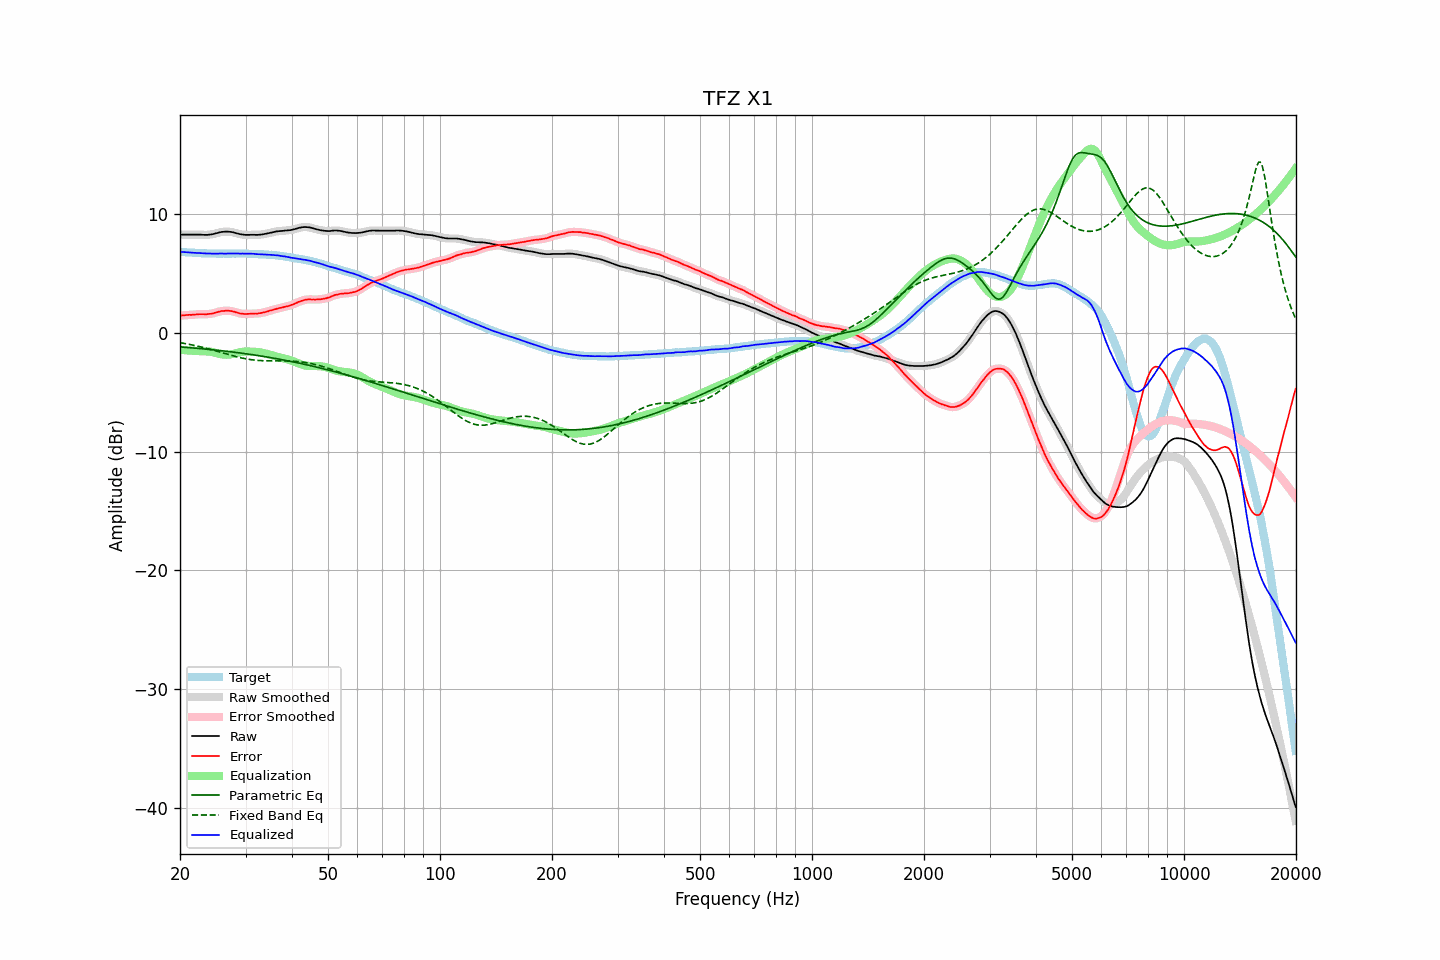 TFZ X1
Amplitude (dBr)
10
0
−10
−20
−30
−40
Target
Raw Smoothed
Error Smoothed
Raw
Error
Equalization
Parametric Eq
Fixed Band Eq
Equalized
20 50 100 200 500 1000 2000 5000 10000 20000
Frequency (Hz)